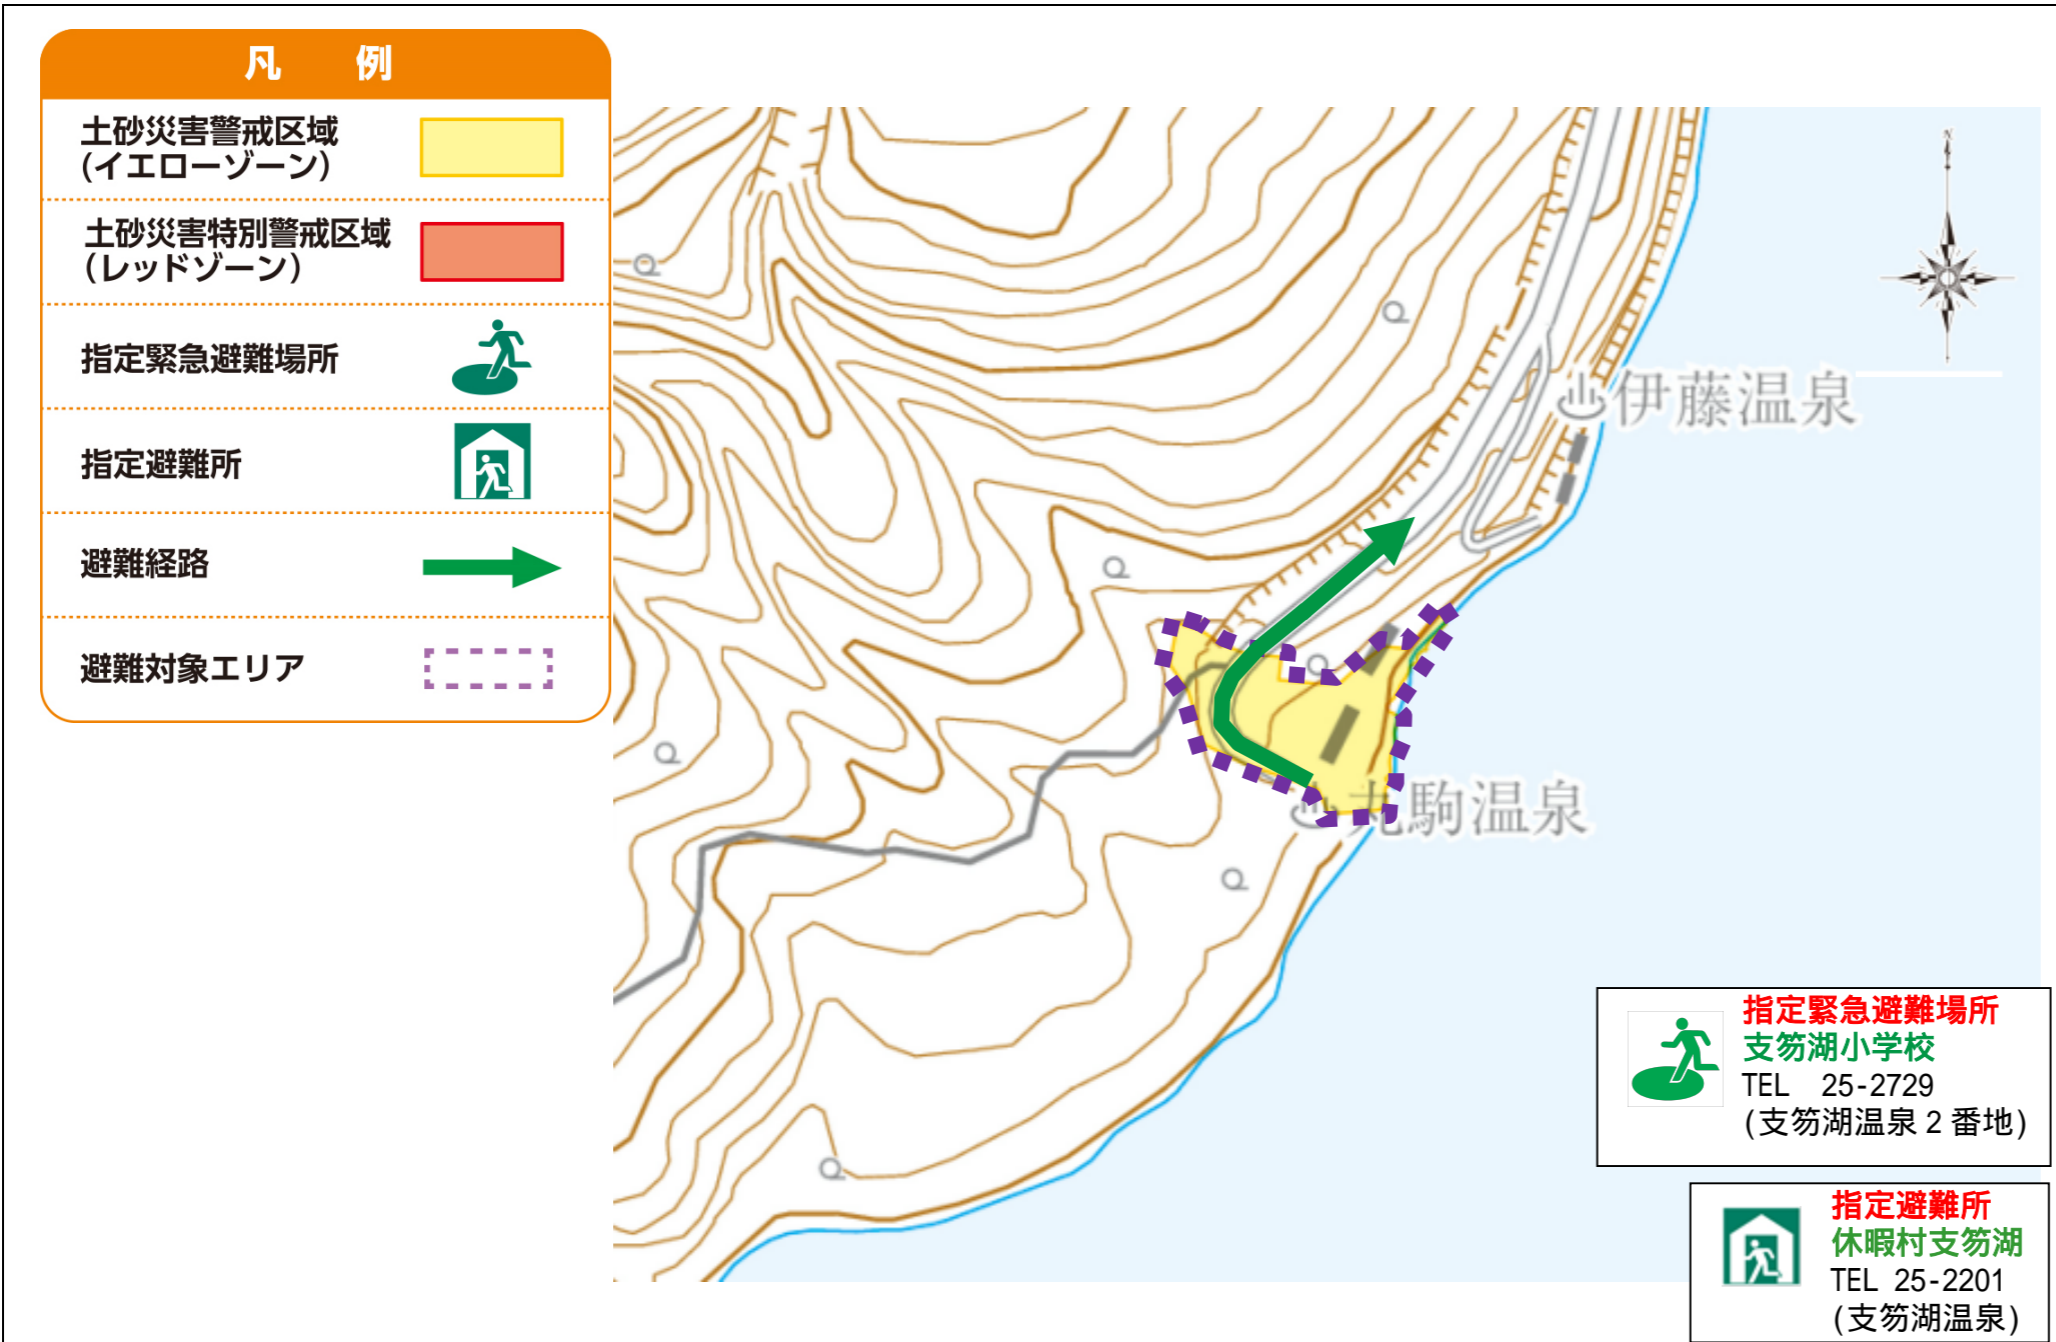 凡　例
土砂災害警戒区域
(イエローゾーン)
土砂災害特別警戒区域
(レッドゾーン)
指定緊急避難場所
指定避難所
避難経路
避難対象エリア
N
伊藤温泉
丸駒温泉
指定緊急避難場所
支笏湖小学校
TEL　25-2729
(支笏湖温泉２番地)
指定避難所
休暇村支笏湖
TEL 25-2201
(支笏湖温泉)